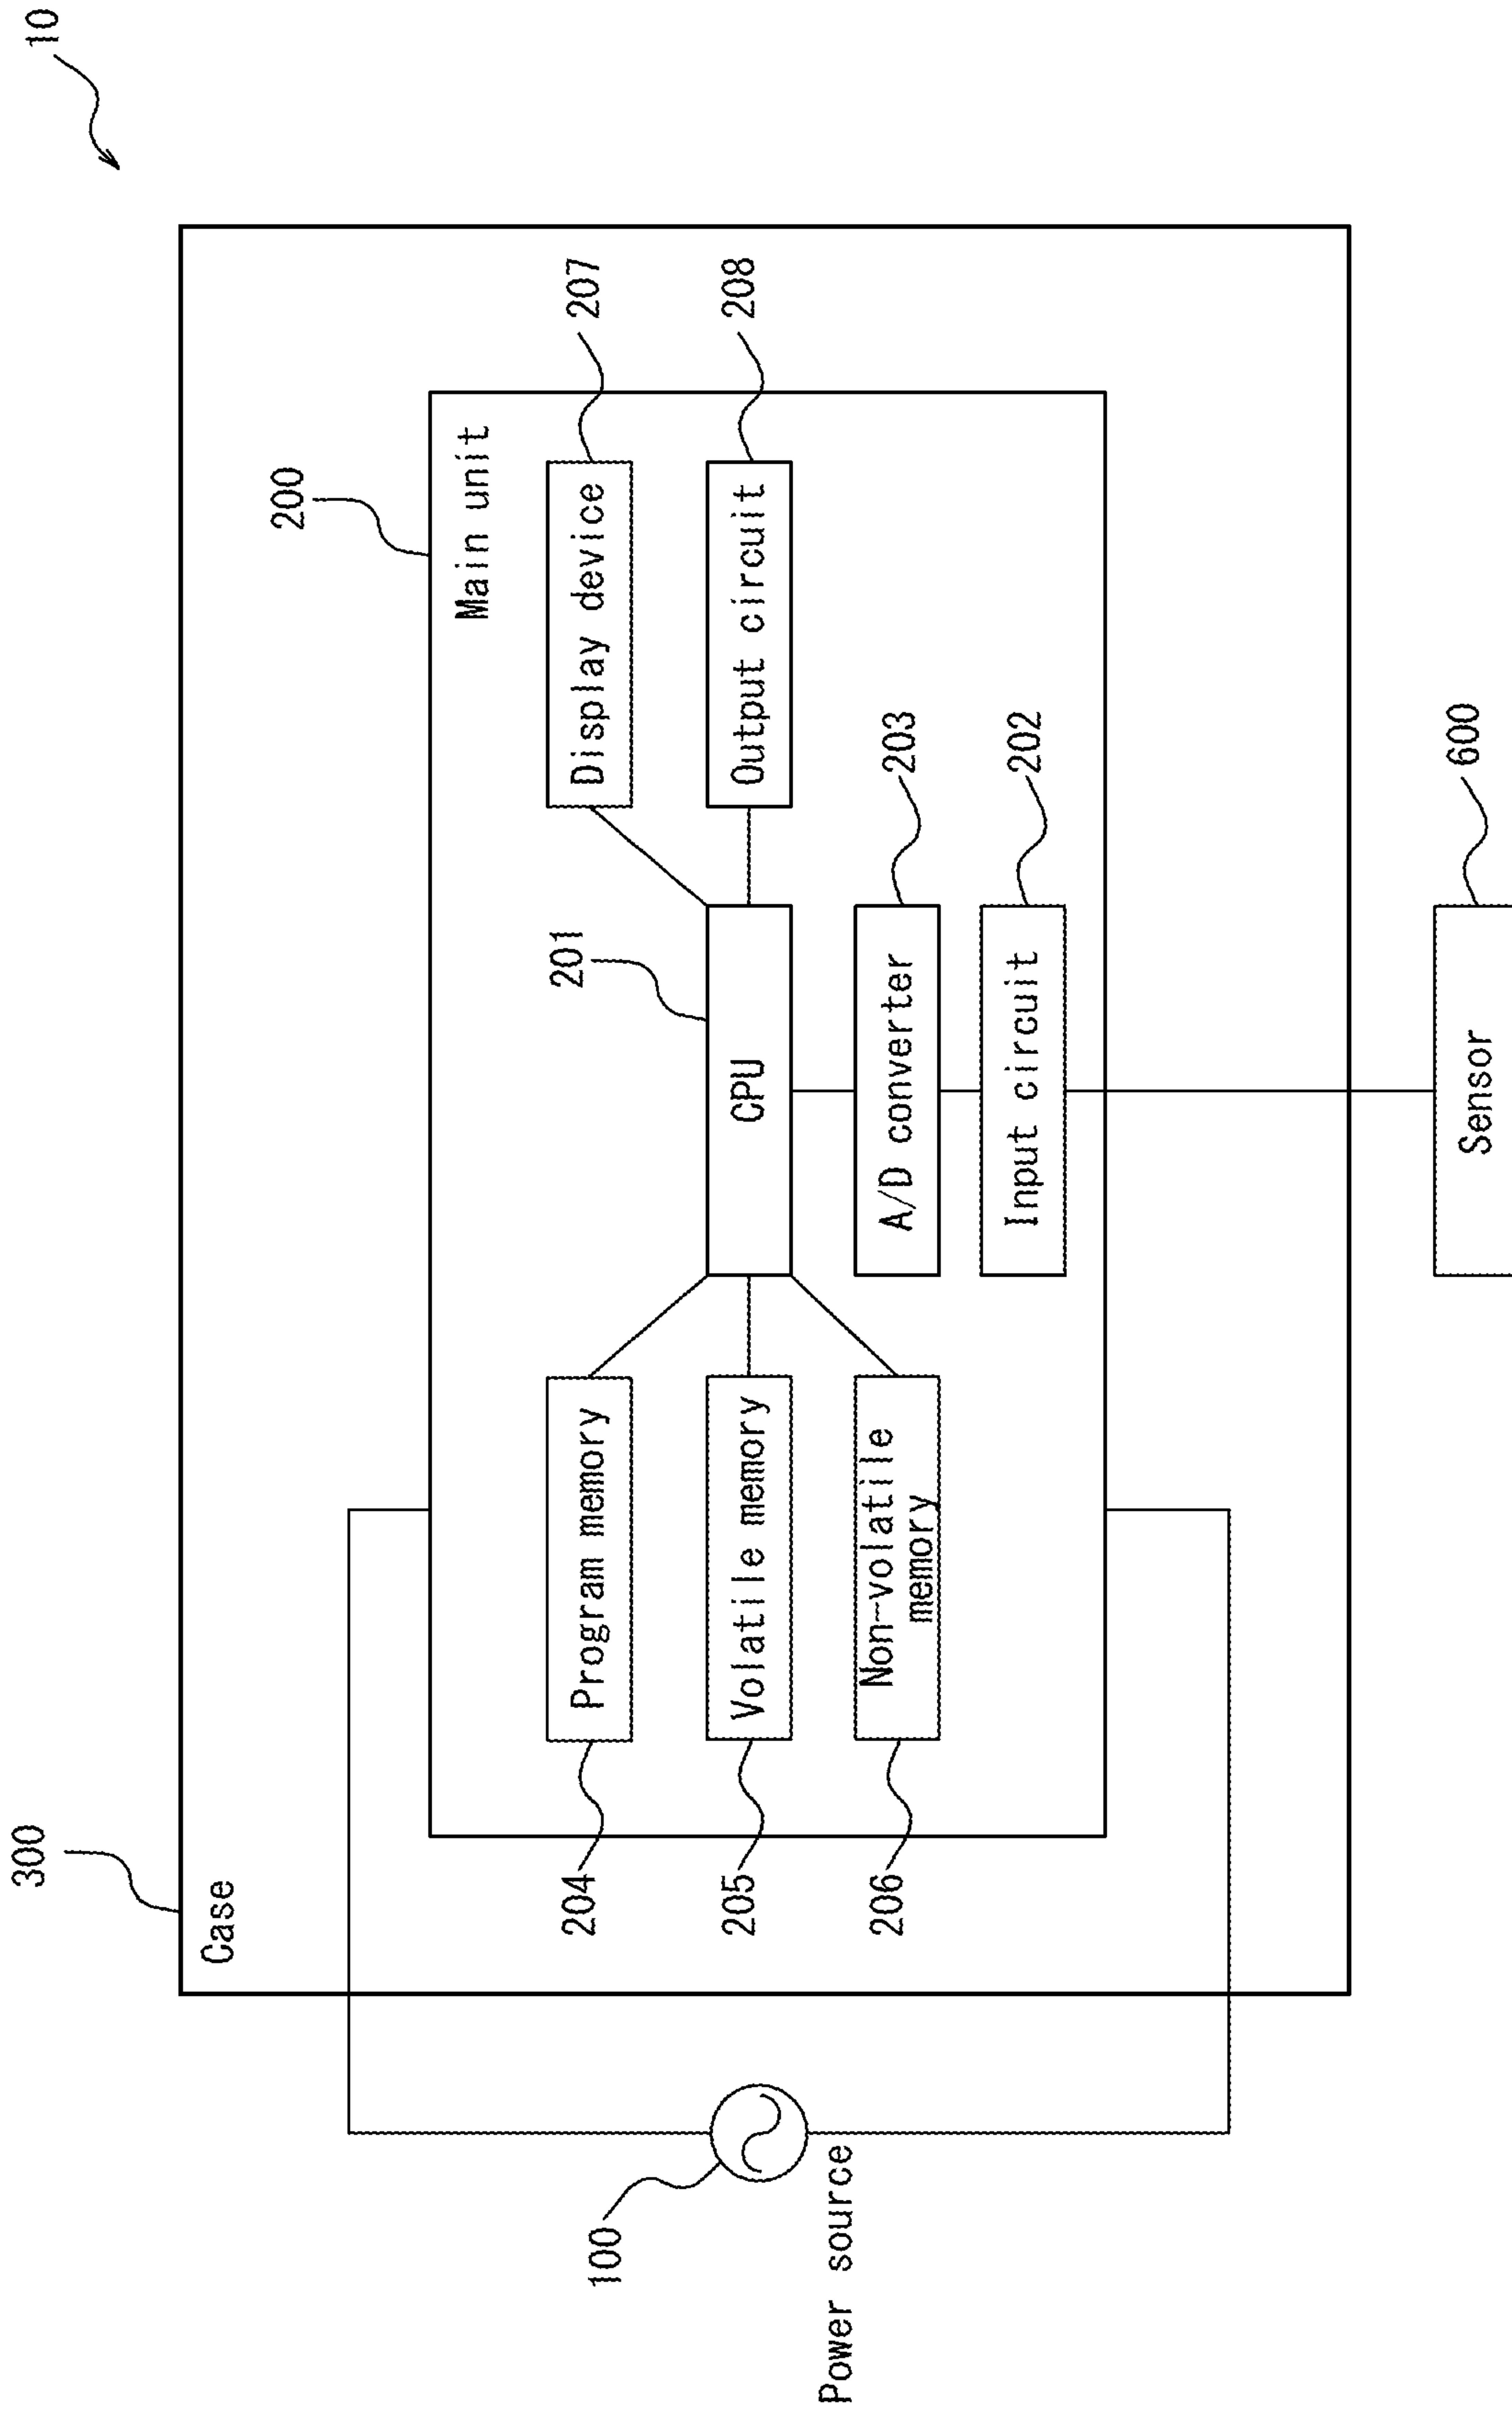 10
300
Case
200
Main unit
204
Program memory
201
Display device
207
205
Volatile memory
CPU
Output circuit
208
206
Non-volatile
memory
A/D converter
203
Input circuit
202
100
Power source
Sensor
600